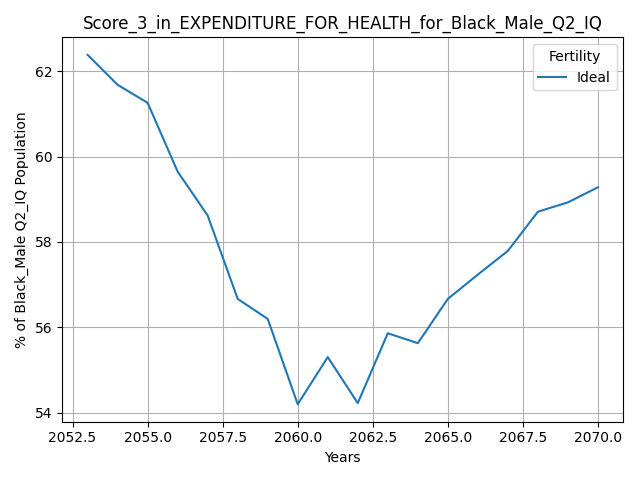 Score_3_in_EXPENDITURE_FOR_HEALTH_for_Black_Male_Q2_IQ
Fertility
Ideal
% of Black_Male Q2_IQ Population
62
60
58
56
54
2052.5 2055.0 2057.5 2060.0 2062.5 2065.0 2067.5 2070.0
Years